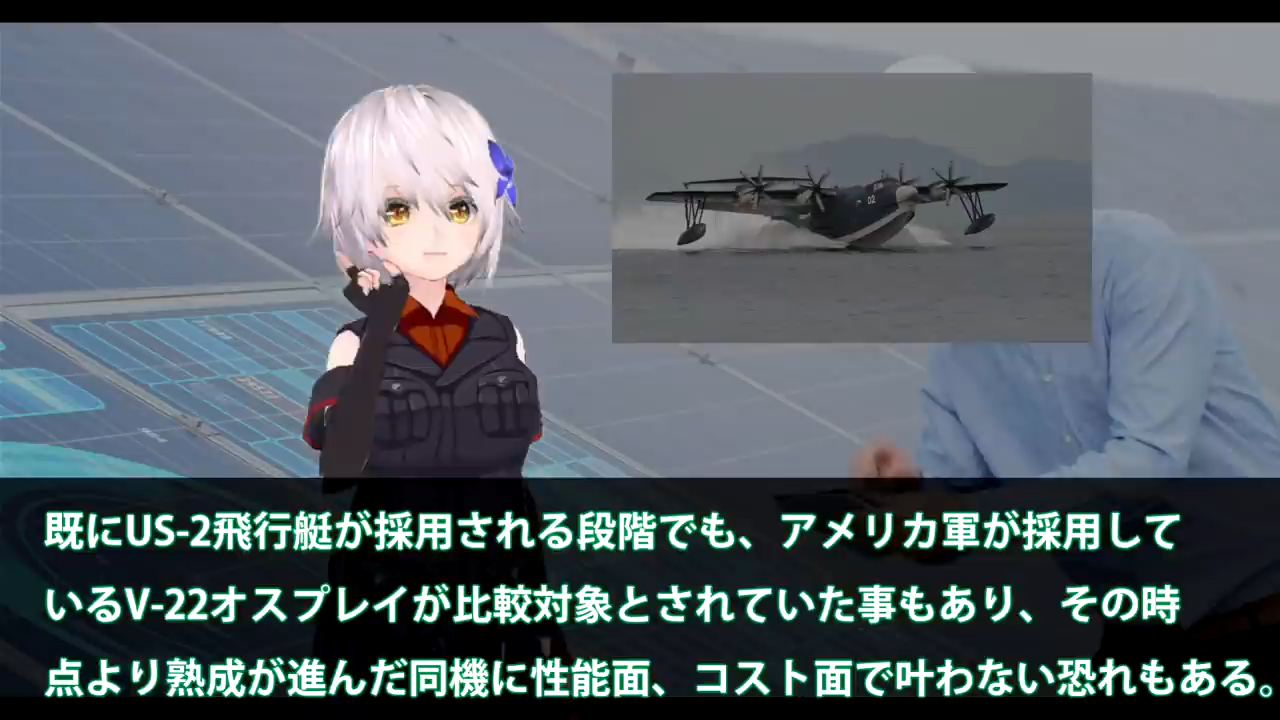 02
既にUS-2飛行艇が採用される段階でも、アメリカ軍が採用して
いるV-22オスプレイが比較対象とされていた事もあり、その時
点より熟成が進んだ同機に性能面、コスト面で叶わない恐れもある。